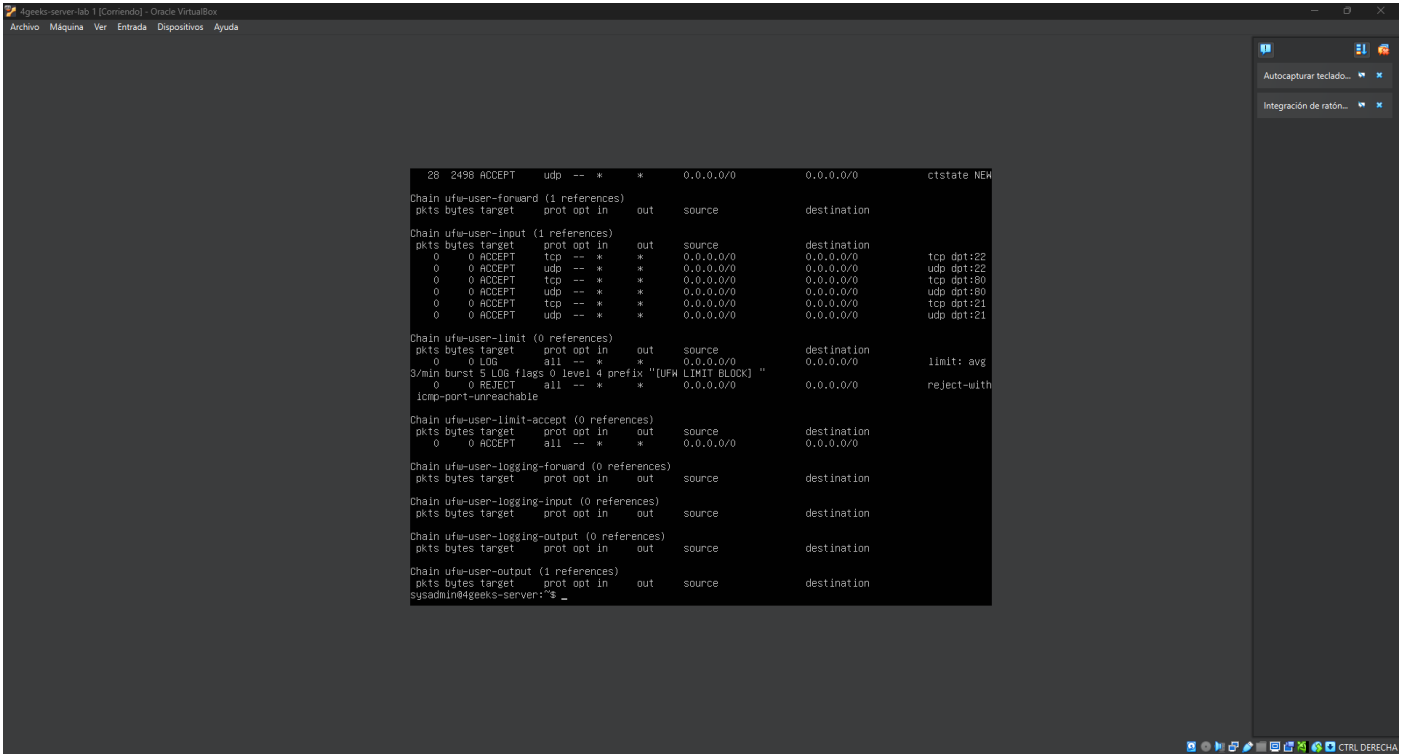 4geeks-server-lab 1 [Corriendo] - Oracle VirtualBox
Archivo Máquina Ver Entrada Dispositivos Ayuda
Autocapturar teclado...
Integración de ratón...
28 2498 ACCEPT udp -- * * 0.0.0.0/0 0.0.0.0/0 ctstate NEW
Chain ufw-user-forward (1 references)
pkts bytes target prot opt in out source destination
Chain ufw-user-input (1 references)
pkts bytes target prot opt in out source destination
0 0 ACCEPT tcp -- * * 0.0.0.0/0 0.0.0.0/0 tcp dpt:22
0 0 ACCEPT udp -- * * 0.0.0.0/0 0.0.0.0/0 udp dpt:22
0 0 ACCEPT tcp -- * * 0.0.0.0/0 0.0.0.0/0 tcp dpt:80
0 0 ACCEPT udp -- * * 0.0.0.0/0 0.0.0.0/0 udp dpt:80
0 0 ACCEPT tcp -- * * 0.0.0.0/0 0.0.0.0/0 tcp dpt:21
0 0 ACCEPT udp -- * * 0.0.0.0/0 0.0.0.0/0 udp dpt:21
Chain ufw-user-limit (0 references)
pkts bytes target prot opt in out source destination
0 0 LOG all -- * * 0.0.0.0/0 0.0.0.0/0 limit: avg
3/min burst 5 LOG flags 0 level 4 prefix "[UFW LIMIT BLOCK] "
0 0 REJECT all -- * * 0.0.0.0/0 0.0.0.0/0 reject-with
icmp-port-unreachable
Chain ufw-user-limit-accept (0 references)
pkts bytes target prot opt in out source destination
0 0 ACCEPT all -- * * 0.0.0.0/0 0.0.0.0/0
Chain ufw-user-logging-forward (0 references)
pkts bytes target prot opt in out source destination
Chain ufw-user-logging-input (0 references)
pkts bytes target prot opt in out source destination
Chain ufw-user-logging-output (0 references)
pkts bytes target prot opt in out source destination
Chain ufw-user-output (1 references)
pkts bytes target prot opt in out source destination
sysadmin@4geeks-server:~$ _
CTRL DERECHA